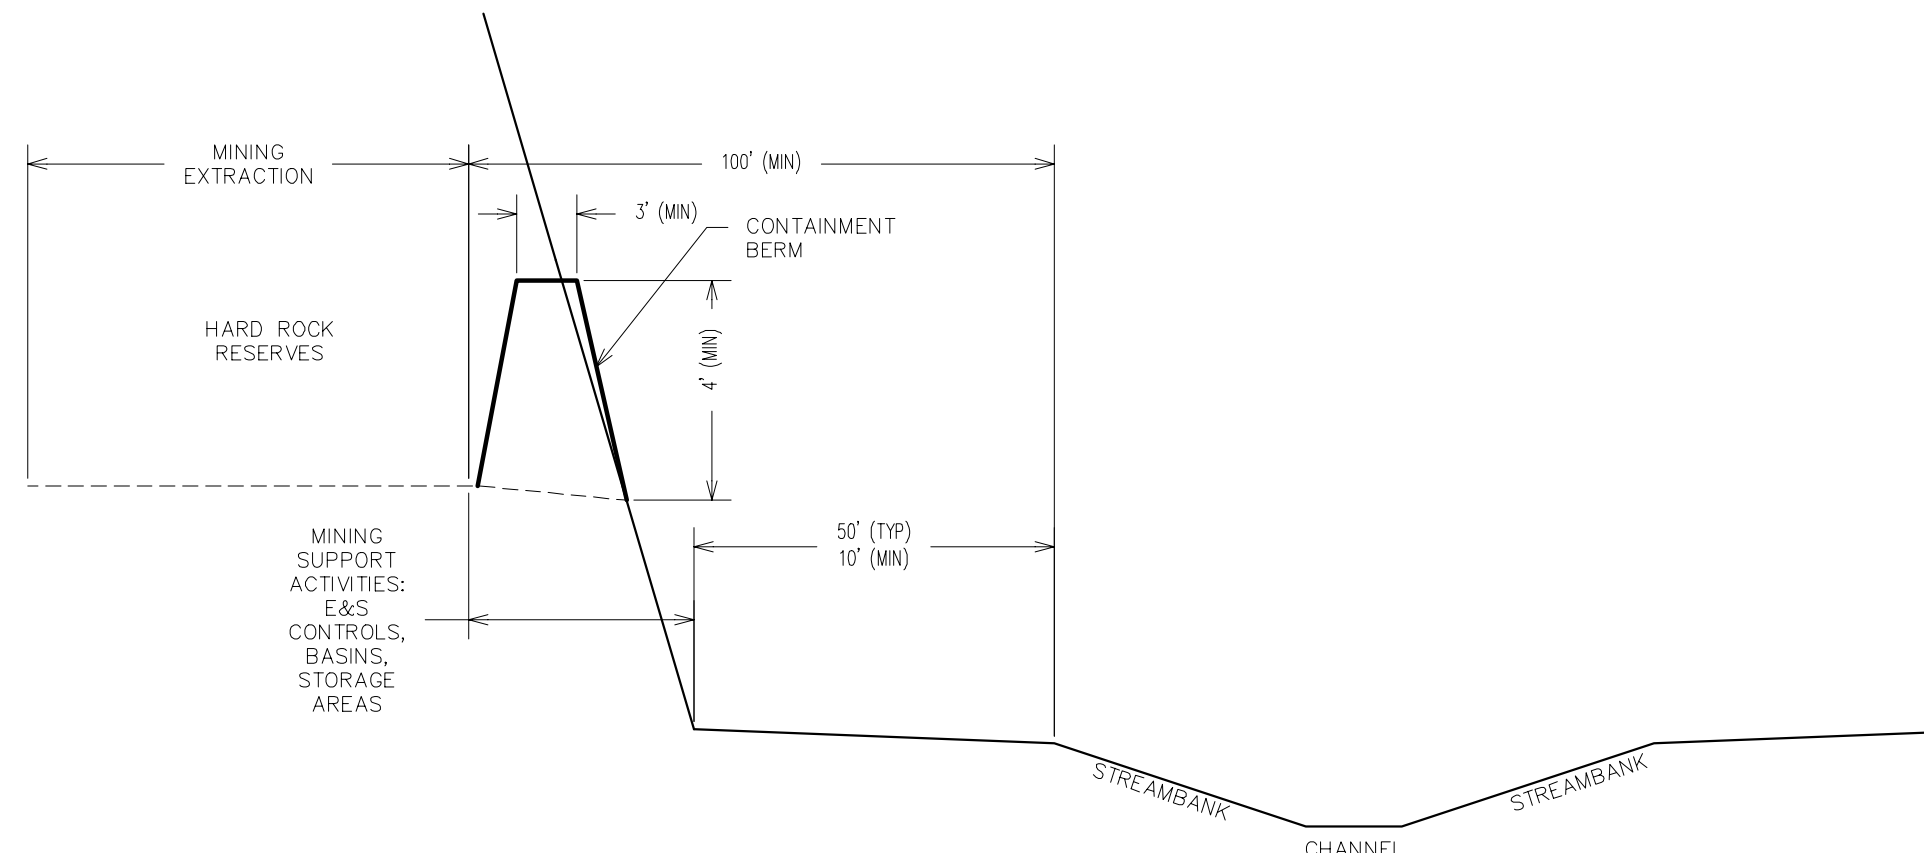 MINING
EXTRACTION
100' (MIN)
3' (MIN)
CONTAINMENT
BERM
HARD ROCK
RESERVES
4' (MIN)
50' (TYP)
10' (MIN)
MINING
SUPPORT
ACTIVITIES:
E&S
CONTROLS,
BASINS,
STORAGE
AREAS
STREAMBANK
STREAMBANK
CHANNEL